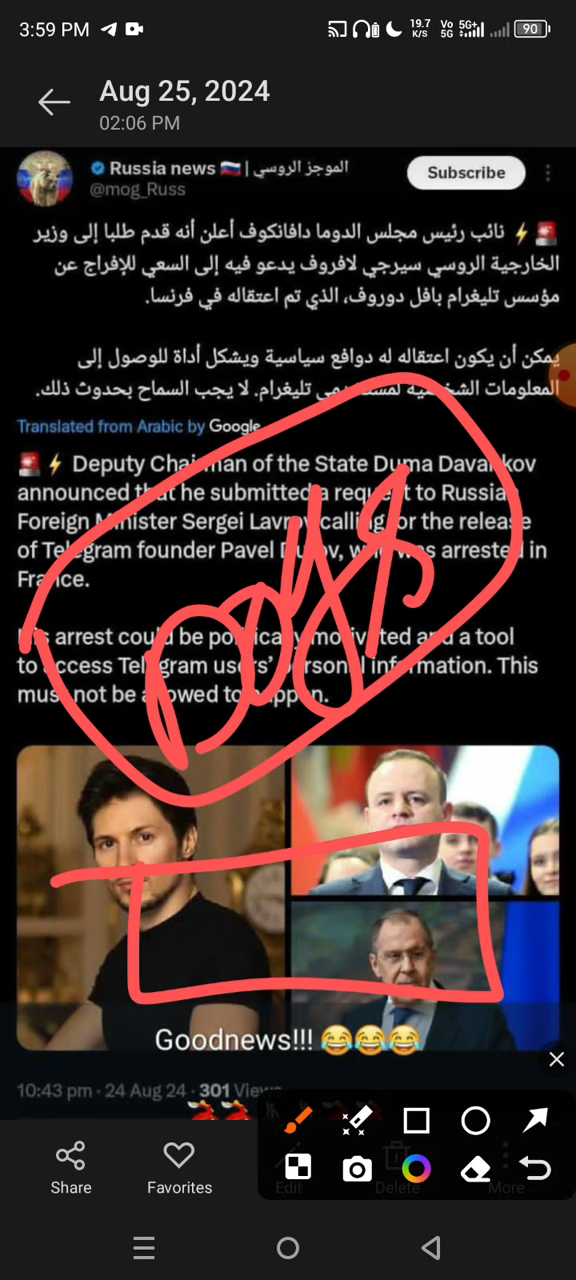 3:59 PM
19.7 K/S Vo 5G 5G+ 90
Aug 25, 2024
02:06 PM
Russia news 🇷🇺 | الموجز الروسي
@mog_Russ
Subscribe
🚨⚡ نائب رئيس مجلس الدوما دافانكوف أعلن أنه قدم طلبا إلى وزير
الخارجية الروسي سيرجي لافروف يدعو فيه إلى السعي للإفراج عن
مؤسس تليغرام بافل دوروف، الذي تم اعتقاله في فرنسا.
يمكن أن يكون اعتقاله له دوافع سياسية ويشكل أداة للوصول إلى
المعلومات الشخصية لمستخدمي تليغرام. لا يجب السماح بحدوث ذلك.
Translated from Arabic by Google
🚨⚡ Deputy Chairman of the State Duma Davankov
announced that he submitted a request to Russian
Foreign Minister Sergei Lavrov calling for the release
of Telegram founder Pavel Durov, who was arrested in
France.
His arrest could be politically motivated and a tool
to access Telegram users' personal information. This
must not be allowed to happen.
DOGS
Goodnews!!! 😂😂😂
10:43 pm · 24 Aug 24 · 301 Views
Share
Favorites
Edit
Delete
More